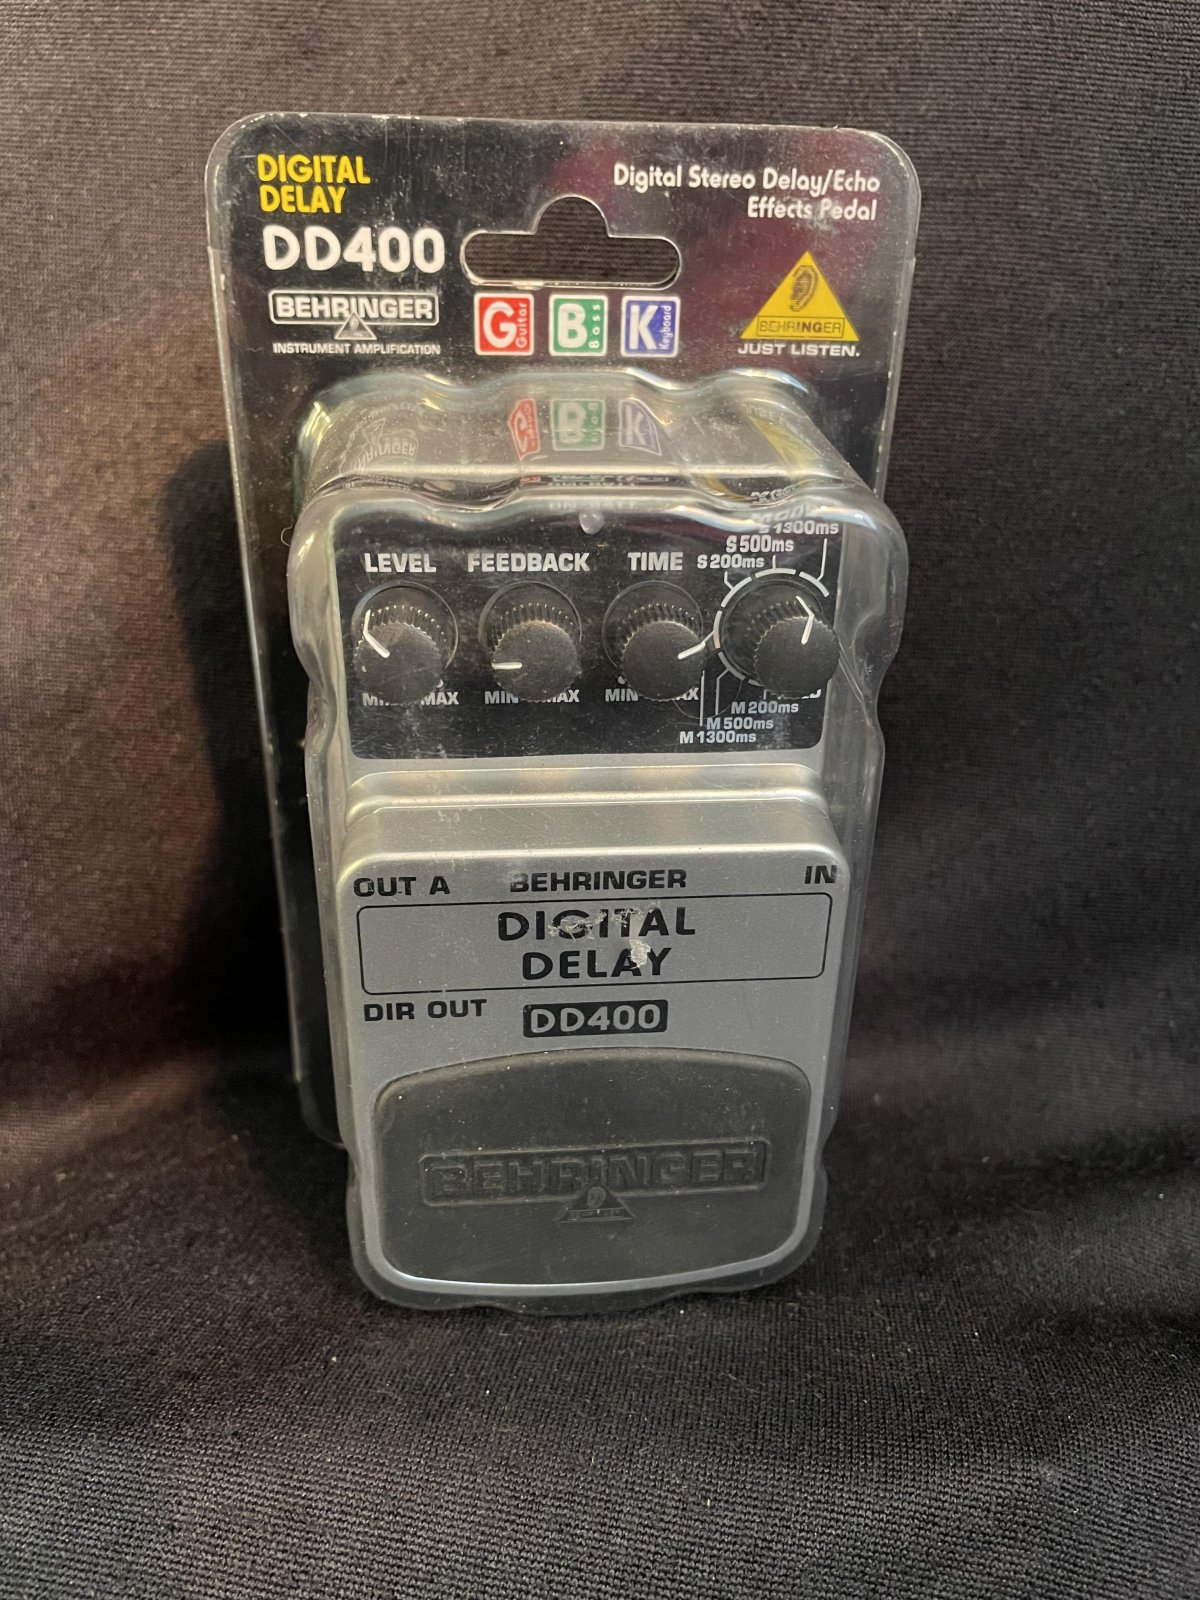 DIGITAL
DELAY
DD400
BEHRINGER
INSTRUMENT AMPLIFICATION
Digital Stereo Delay/Echo
Effects Pedal
G Guitar
B Bass
K Keyboard
BEHRINGER
JUST LISTEN.
S 1300ms
S 500ms
S 200ms
LEVEL FEEDBACK TIME
MAX MIN MAX MIN
M 200ms
M 500ms
M 1300ms
OUT A BEHRINGER IN
DIGITAL
DELAY
DIR OUT DD400
BEHRINGER